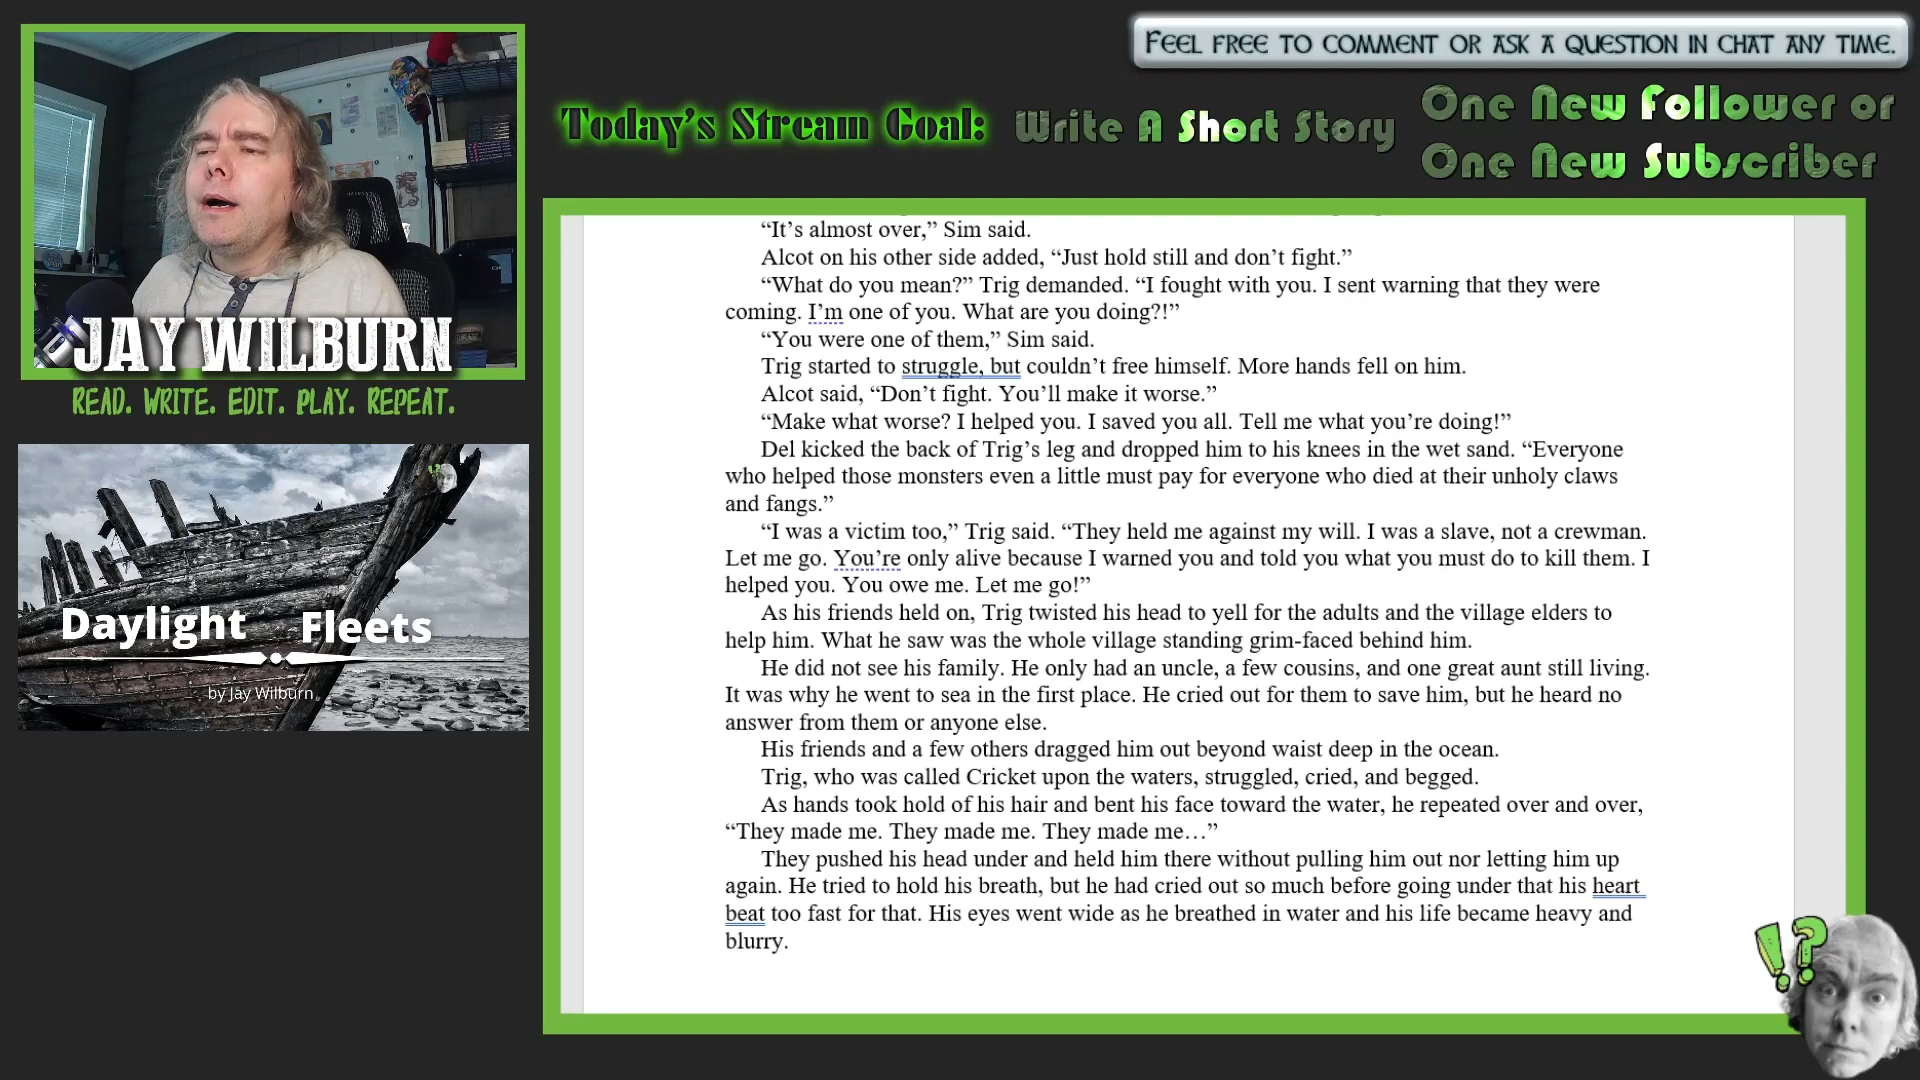 FEEL FREE TO COMMENT OR ASK A QUESTION IN CHAT ANY TIME.
Today's Stream Goal:
Write A Short Story
One New Follower or
One New Subscriber
JAY WILBURN
READ. WRITE. EDIT. PLAY. REPEAT.
Daylight Fleets
by Jay Wilburn
“It’s almost over,” Sim said.
Alcot on his other side added, “Just hold still and don’t fight.”
“What do you mean?” Trig demanded. “I fought with you. I sent warning that they were
coming. I’m one of you. What are you doing?!”
“You were one of them,” Sim said.
Trig started to struggle, but couldn’t free himself. More hands fell on him.
Alcot said, “Don’t fight. You’ll make it worse.”
“Make what worse? I helped you. I saved you all. Tell me what you’re doing!”
Del kicked the back of Trig’s leg and dropped him to his knees in the wet sand. “Everyone
who helped those monsters even a little must pay for everyone who died at their unholy claws
and fangs.”
“I was a victim too,” Trig said. “They held me against my will. I was a slave, not a crewman.
Let me go. You’re only alive because I warned you and told you what you must do to kill them. I
helped you. You owe me. Let me go!”
As his friends held on, Trig twisted his head to yell for the adults and the village elders to
help him. What he saw was the whole village standing grim-faced behind him.
He did not see his family. He only had an uncle, a few cousins, and one great aunt still living.
It was why he went to sea in the first place. He cried out for them to save him, but he heard no
answer from them or anyone else.
His friends and a few others dragged him out beyond waist deep in the ocean.
Trig, who was called Cricket upon the waters, struggled, cried, and begged.
As hands took hold of his hair and bent his face toward the water, he repeated over and over,
“They made me. They made me. They made me…”
They pushed his head under and held him there without pulling him out nor letting him up
again. He tried to hold his breath, but he had cried out so much before going under that his heart
beat too fast for that. His eyes went wide as he breathed in water and his life became heavy and
blurry.
!?